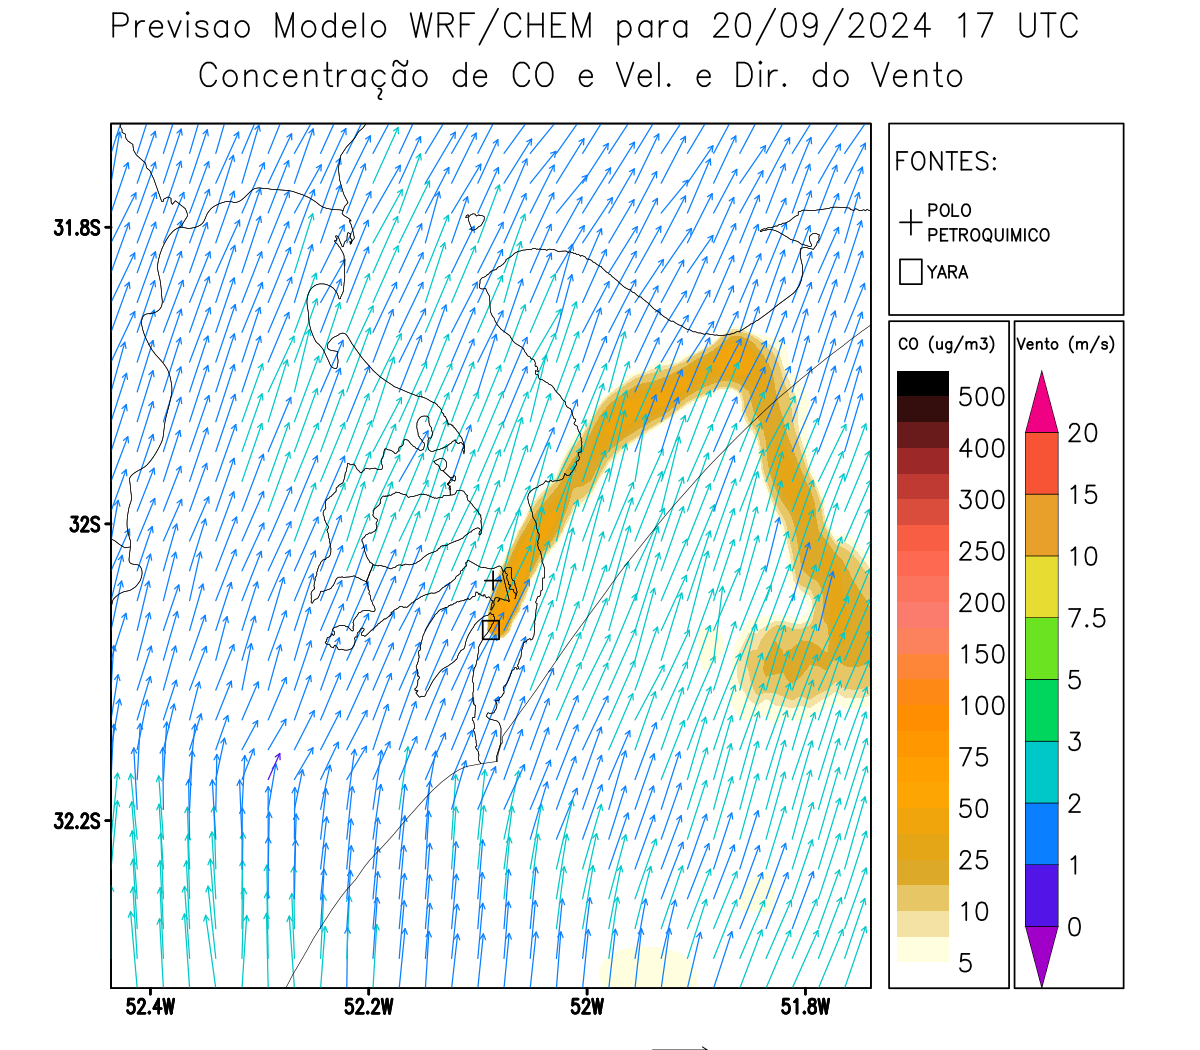 Previsao Modelo WRF/CHEM para 20/09/2024 17 UTC
Concentração de CO e Vel. e Dir. do Vento
FONTES:
POLO
PETROQUIMICO
YARA
CO (ug/m3)
500
400
300
250
200
150
100
75
50
25
10
5
Vento (m/s)
20
15
10
7.5
5
3
2
1
0
31.8S
32S
32.2S
52.4W
52.2W
52W
51.8W